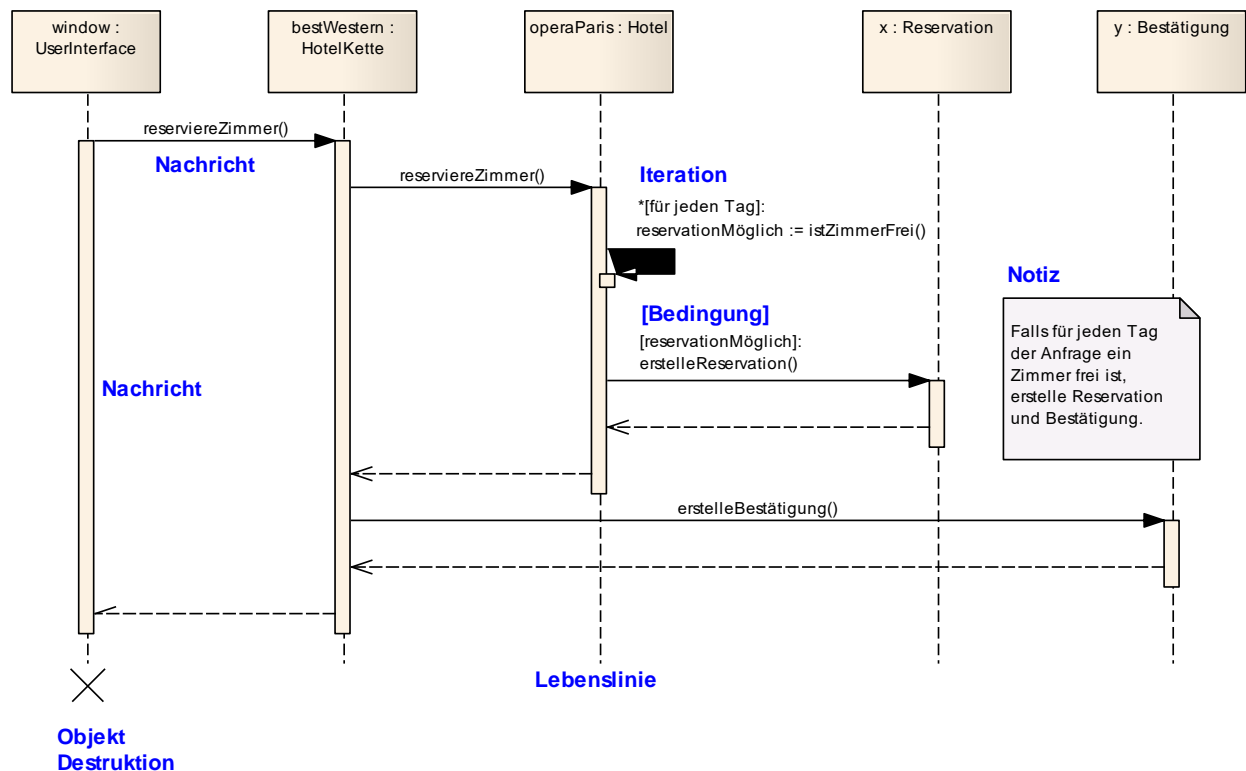 window :
UserInterface
bestWestern :
HotelKette
operaParis : Hotel
x : Reservation
y : Bestätigung
reserviereZimmer()
Nachricht
reserviereZimmer()
Iteration
*[für jeden Tag]:
reservationMöglich := istZimmerFrei()
Notiz
[Bedingung]
[reservationMöglich]:
erstelleReservation()
Falls für jeden Tag
der Anfrage ein
Zimmer frei ist,
erstelle Reservation
und Bestätigung.
Nachricht
erstelleBestätigung()
Lebenslinie
Objekt
Destruktion